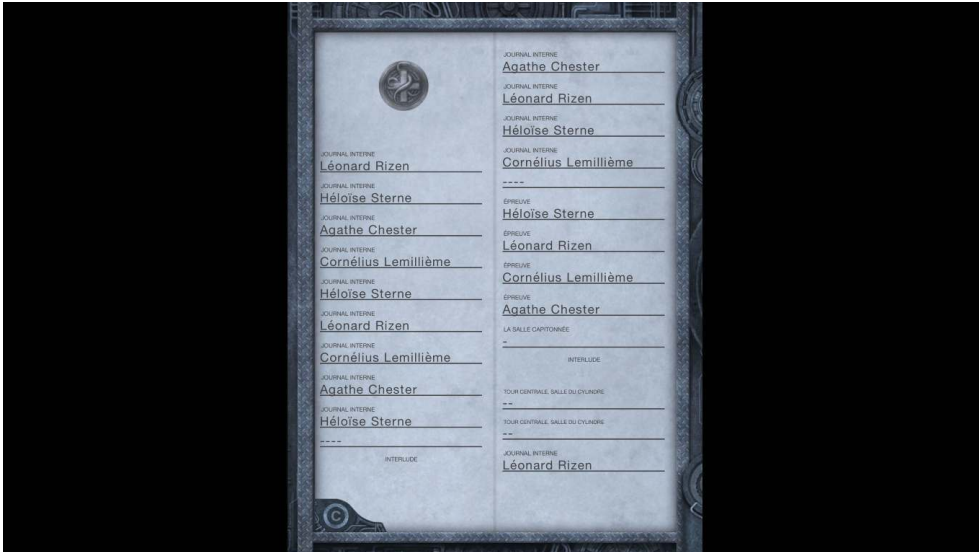 JOURNAL INTERNE
Léonard Rizen
JOURNAL INTERNE
Héloïse Sterne
JOURNAL INTERNE
Agathe Chester
JOURNAL INTERNE
Cornélius Lemillième
JOURNAL INTERNE
Héloïse Sterne
JOURNAL INTERNE
Léonard Rizen
JOURNAL INTERNE
Cornélius Lemillième
JOURNAL INTERNE
Agathe Chester
JOURNAL INTERNE
Héloïse Sterne
----
INTERLUDE
JOURNAL INTERNE
Agathe Chester
JOURNAL INTERNE
Léonard Rizen
JOURNAL INTERNE
Héloïse Sterne
JOURNAL INTERNE
Cornélius Lemillième
----
ÉPREUVE
Héloïse Sterne
ÉPREUVE
Léonard Rizen
ÉPREUVE
Cornélius Lemillième
ÉPREUVE
Agathe Chester
LA SALLE CAPITONNÉE
-
INTERLUDE
TOUR CENTRALE, SALLE DU CYLINDRE
--
TOUR CENTRALE, SALLE DU CYLINDRE
--
JOURNAL INTERNE
Léonard Rizen
C